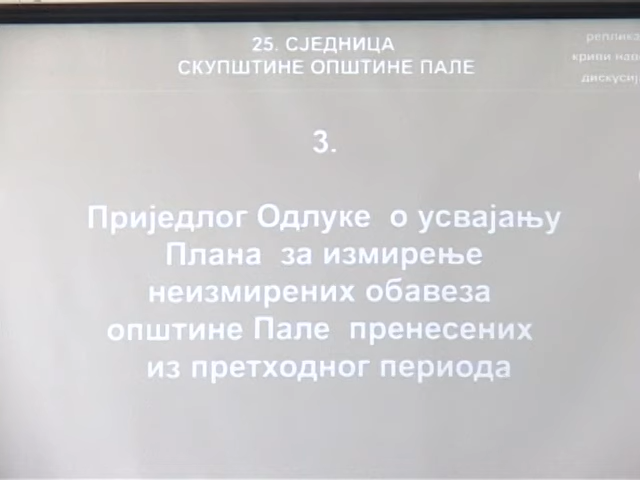 25. СЈЕДНИЦА
СКУПШТИНЕ ОПШТИНЕ ПАЛЕ
3.
Приједлог Одлуке о усвајању
Плана за измирење
неизмирених обавеза
општине Пале пренесених
из претходног периода